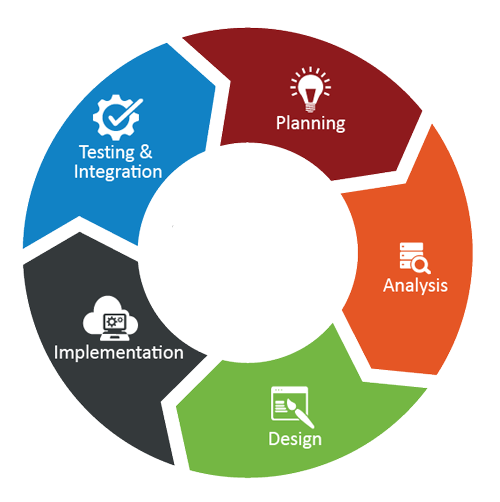 Planning
Analysis
Design
Implementation
Testing &
Integration